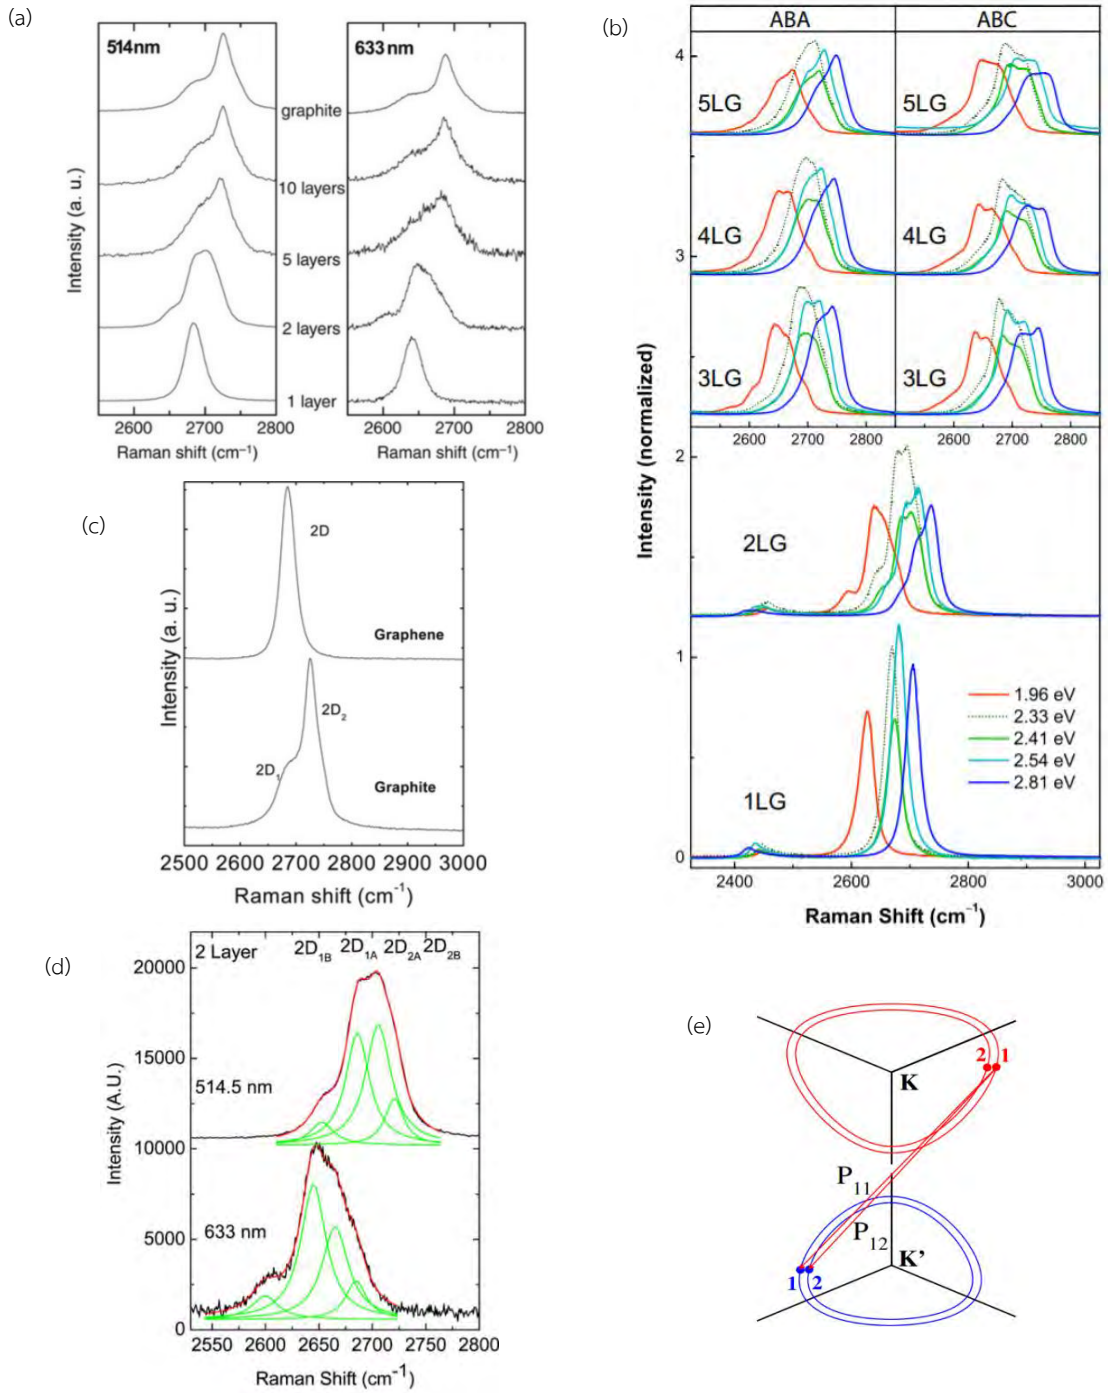 (a)
514nm
633 nm
graphite
10 layers
5 layers
2 layers
1 layer
Intensity (a. u.)
2600 2700 2800
2600 2700 2800
Raman shift (cm⁻¹)
Raman shift (cm⁻¹)
(b)
ABA
ABC
4
5LG
5LG
4LG
4LG
3
3LG
3LG
2600 2700 2800
2600 2700 2800
2
2LG
1
1.96 eV
2.33 eV
2.41 eV
2.54 eV
2.81 eV
1LG
0
2400 2600 2800 3000
Intensity (normalized)
Raman Shift (cm⁻¹)
(c)
2D
Graphene
2D₂
2D₁
Graphite
Intensity (a. u.)
2500 2600 2700 2800 2900 3000
Raman shift (cm⁻¹)
(d)
2 Layer
2D₁B 2D₁A 2D₂A 2D₂B
20000
15000
514.5 nm
10000
5000
633 nm
0
Intensity (A.U.)
2550 2600 2650 2700 2750 2800
Raman Shift (cm⁻¹)
(e)
2 1
K
P₁₁
P₁₂
K'
1 2